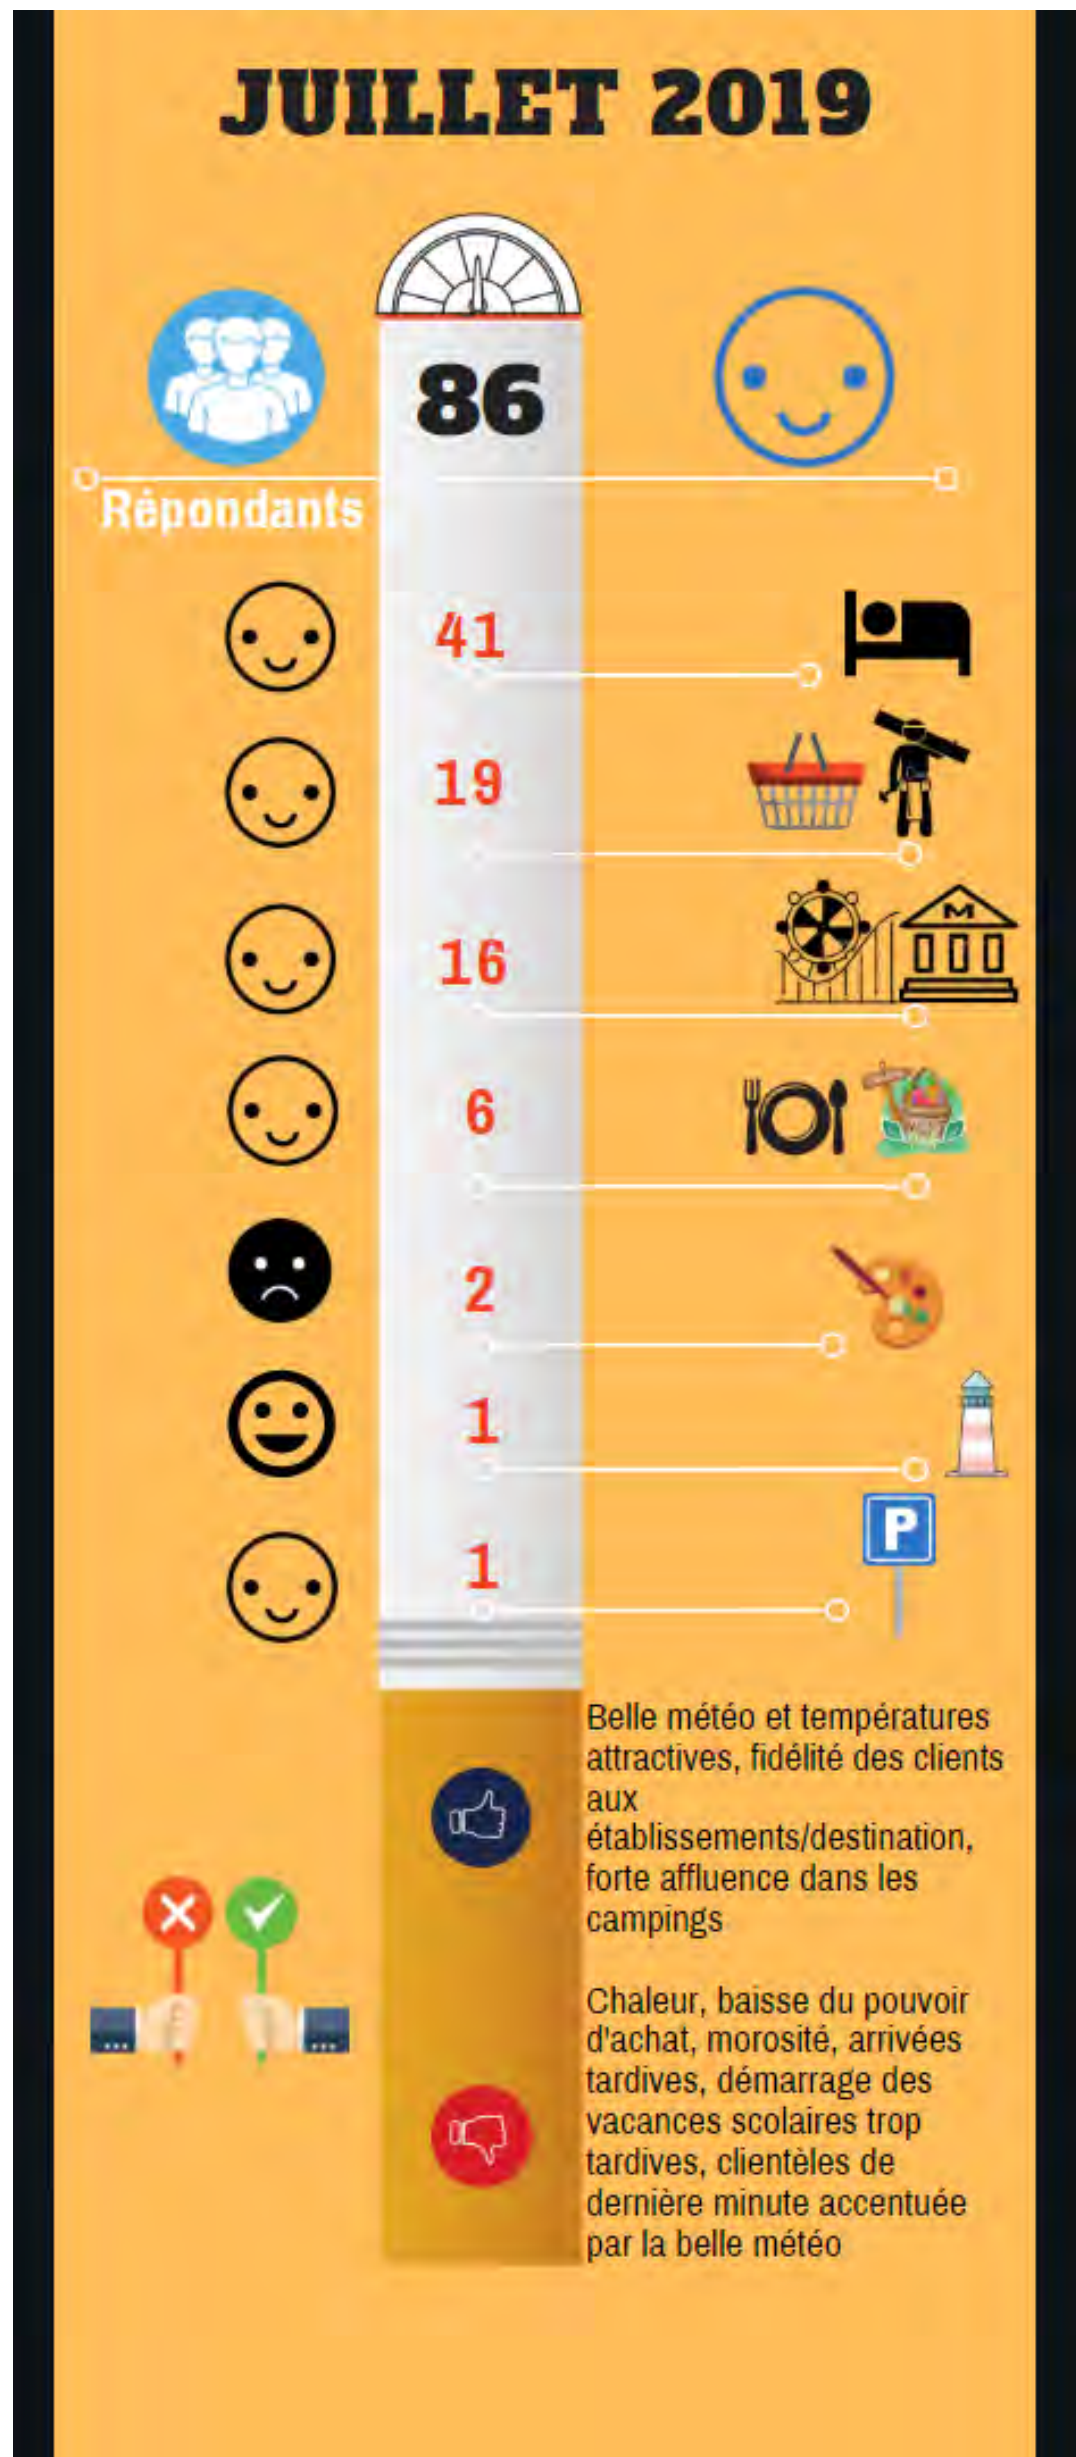 JUILLET 2019
86
Répondants
41
19
M
16
6
2
1
P
1
Belle météo et températures
attractives, fidélité des clients
aux
établissements/destination,
forte affluence dans les
campings
Chaleur, baisse du pouvoir
d'achat, morosité, arrivées
tardives, démarrage des
vacances scolaires trop
tardives, clientèles de
dernière minute accentuée
par la belle météo